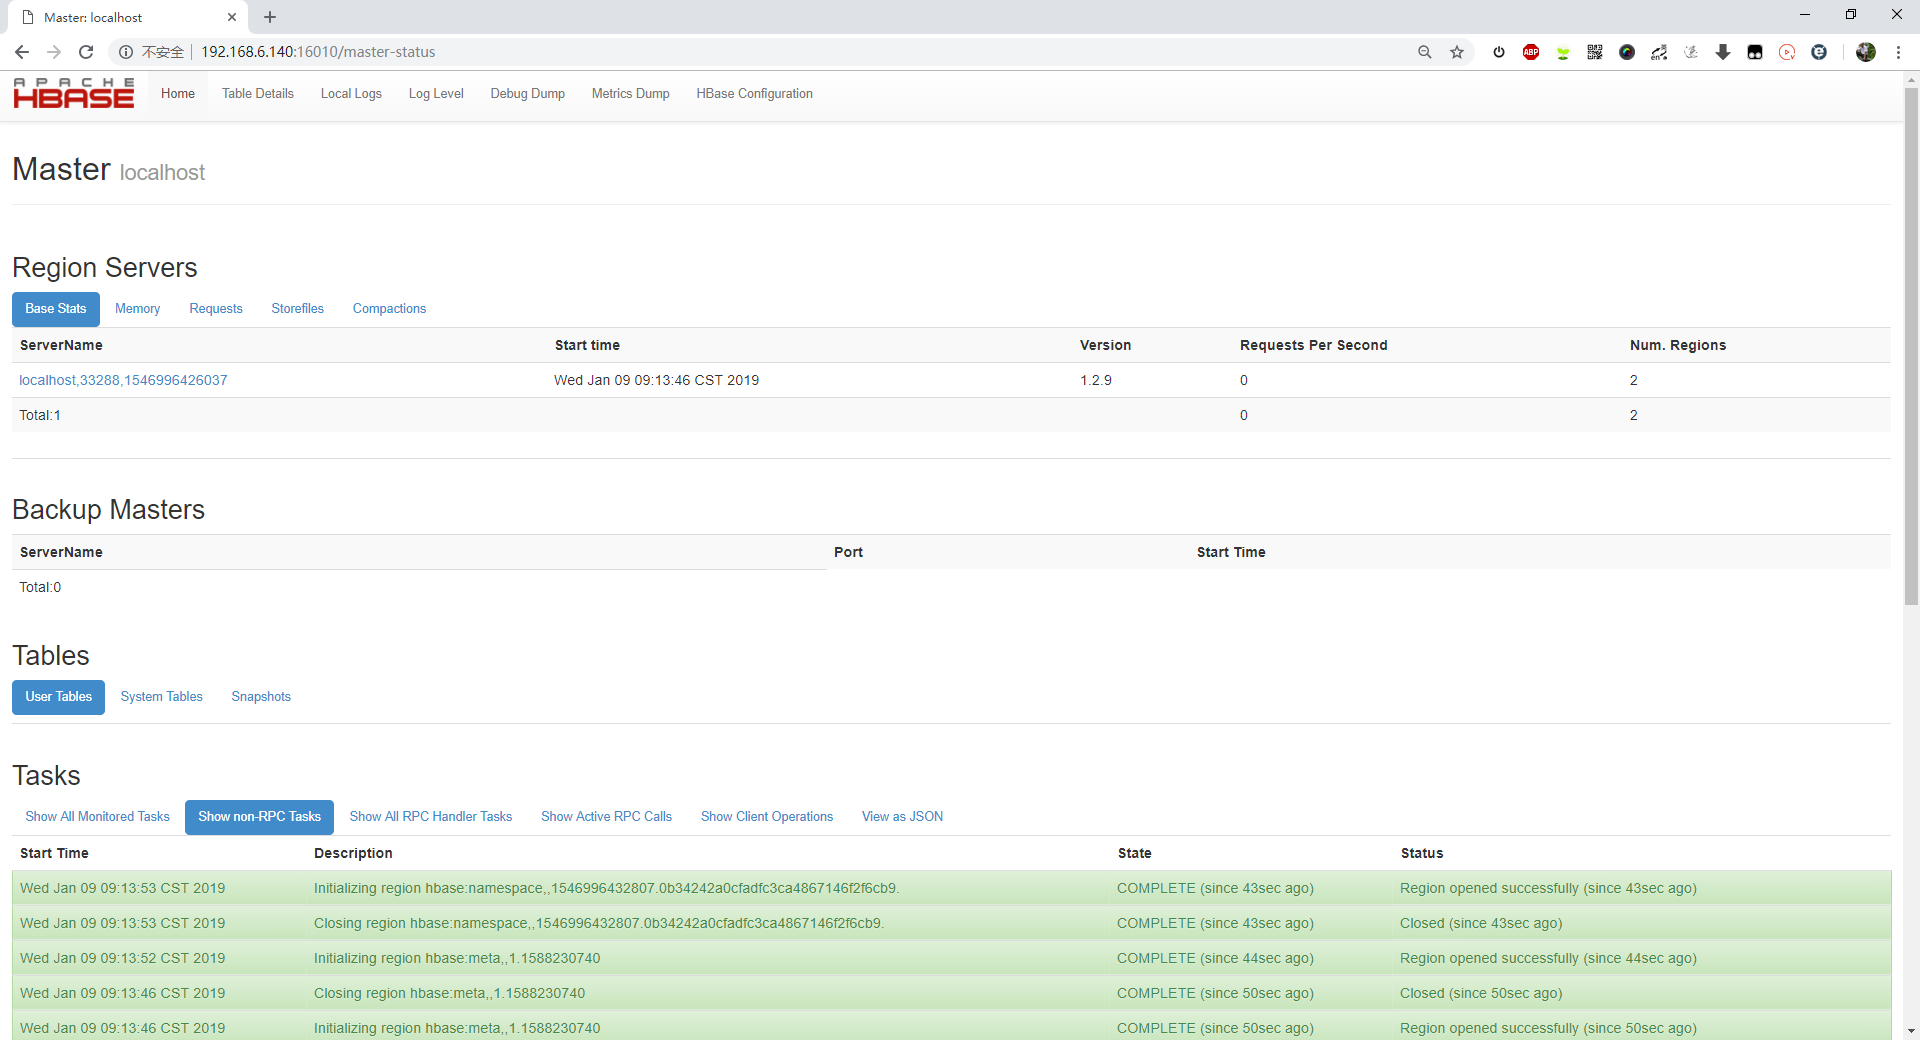 Master: localhost
不安全 192.168.6.140:16010/master-status
APACHE
HBASE
Home Table Details Local Logs Log Level Debug Dump Metrics Dump HBase Configuration
Master localhost
Region Servers
Base Stats Memory Requests Storefiles Compactions
ServerName Start time Version Requests Per Second Num. Regions
localhost,33288,1546996426037 Wed Jan 09 09:13:46 CST 2019 1.2.9 0 2
Total:1 0 2
Backup Masters
ServerName Port Start Time
Total:0
Tables
User Tables System Tables Snapshots
Tasks
Show All Monitored Tasks Show non-RPC Tasks Show All RPC Handler Tasks Show Active RPC Calls Show Client Operations View as JSON
Start Time Description State Status
Wed Jan 09 09:13:53 CST 2019 Initializing region hbase:namespace,,1546996432807.0b34242a0cfadfc3ca4867146f2f6cb9. COMPLETE (since 43sec ago) Region opened successfully (since 43sec ago)
Wed Jan 09 09:13:53 CST 2019 Closing region hbase:namespace,,1546996432807.0b34242a0cfadfc3ca4867146f2f6cb9. COMPLETE (since 43sec ago) Closed (since 43sec ago)
Wed Jan 09 09:13:52 CST 2019 Initializing region hbase:meta,,1.1588230740 COMPLETE (since 44sec ago) Region opened successfully (since 44sec ago)
Wed Jan 09 09:13:46 CST 2019 Closing region hbase:meta,,1.1588230740 COMPLETE (since 50sec ago) Closed (since 50sec ago)
Wed Jan 09 09:13:46 CST 2019 Initializing region hbase:meta,,1.1588230740 COMPLETE (since 50sec ago) Region opened successfully (since 50sec ago)